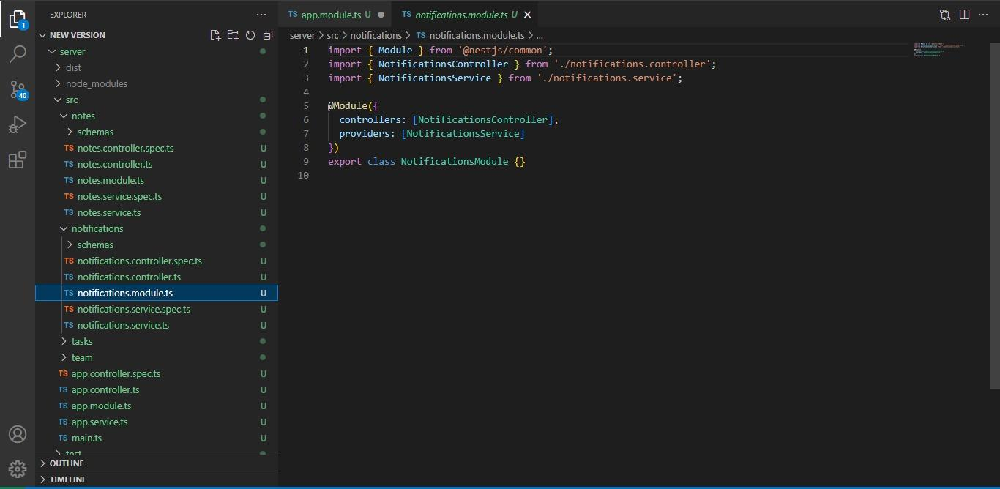 EXPLORER
NEW VERSION
server
dist
node_modules
src
notes
schemas
TS notes.controller.spec.ts U
TS notes.controller.ts U
TS notes.module.ts U
TS notes.service.spec.ts U
TS notes.service.ts U
notifications
schemas
TS notifications.controller.spec.ts U
TS notifications.controller.ts U
TS notifications.module.ts U
TS notifications.service.spec.ts U
TS notifications.service.ts U
tasks
team
TS app.controller.spec.ts U
TS app.controller.ts U
TS app.module.ts U
TS app.service.ts U
TS main.ts U
test
OUTLINE
TIMELINE
1
40
TS app.module.ts U
TS notifications.module.ts U
server > src > notifications > TS notifications.module.ts > ...
1 import { Module } from '@nestjs/common';
2 import { NotificationsController } from './notifications.controller';
3 import { NotificationsService } from './notifications.service';
4
5 @Module({
6   controllers: [NotificationsController],
7   providers: [NotificationsService]
8 })
9 export class NotificationsModule {}
10